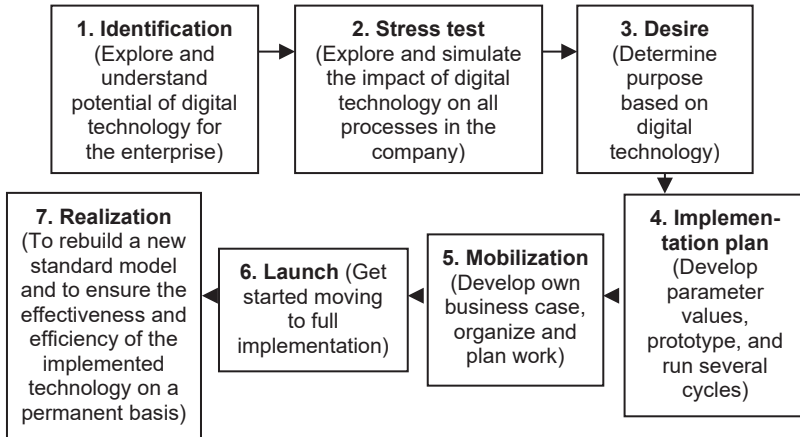 1. Identification
(Explore and
understand
potential of digital
technology for
the enterprise)
2. Stress test
(Explore and simulate
the impact of digital
technology on all
processes in the
company)
3. Desire
(Determine
purpose
based on
digital
technology)
4. Implemen-
tation plan
(Develop
parameter
values,
prototype, and
run several
cycles)
5. Mobilization
(Develop own
business case,
organize and
plan work)
6. Launch (Get
started moving
to full
implementation)
7. Realization
(To rebuild a new
standard model
and to ensure the
effectiveness and
efficiency of the
implemented
technology on a
permanent basis)